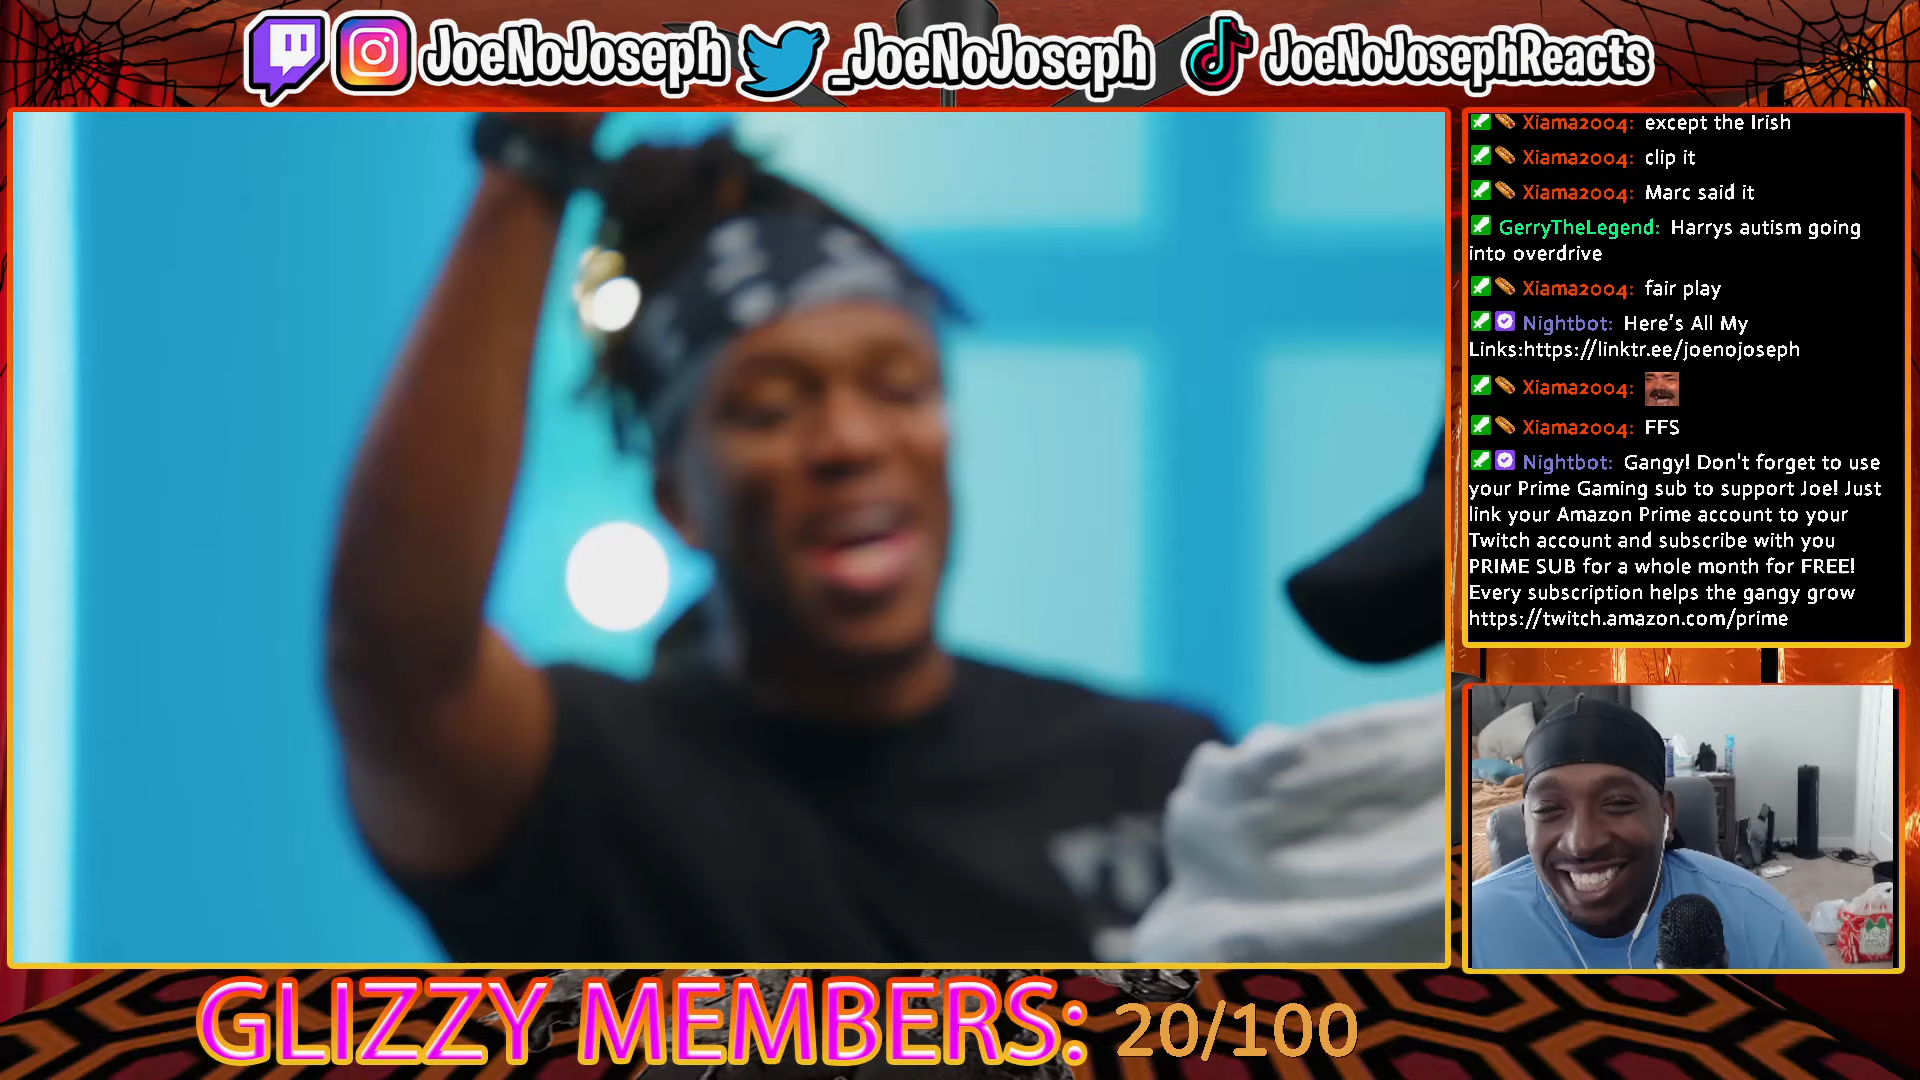 JoeNoJoseph
_JoeNoJoseph
JoeNoJosephReacts
Xiama2004: except the Irish
Xiama2004: clip it
Xiama2004: Marc said it
GerryTheLegend: Harrys autism going
into overdrive
Xiama2004: fair play
Nightbot: Here's All My
Links:https://linktr.ee/joenojoseph
Xiama2004:
Xiama2004: FFS
Nightbot: Gangy! Don't forget to use
your Prime Gaming sub to support Joe! Just
link your Amazon Prime account to your
Twitch account and subscribe with you
PRIME SUB for a whole month for FREE!
Every subscription helps the gangy grow
https://twitch.amazon.com/prime
GLIZZY MEMBERS: 20/100